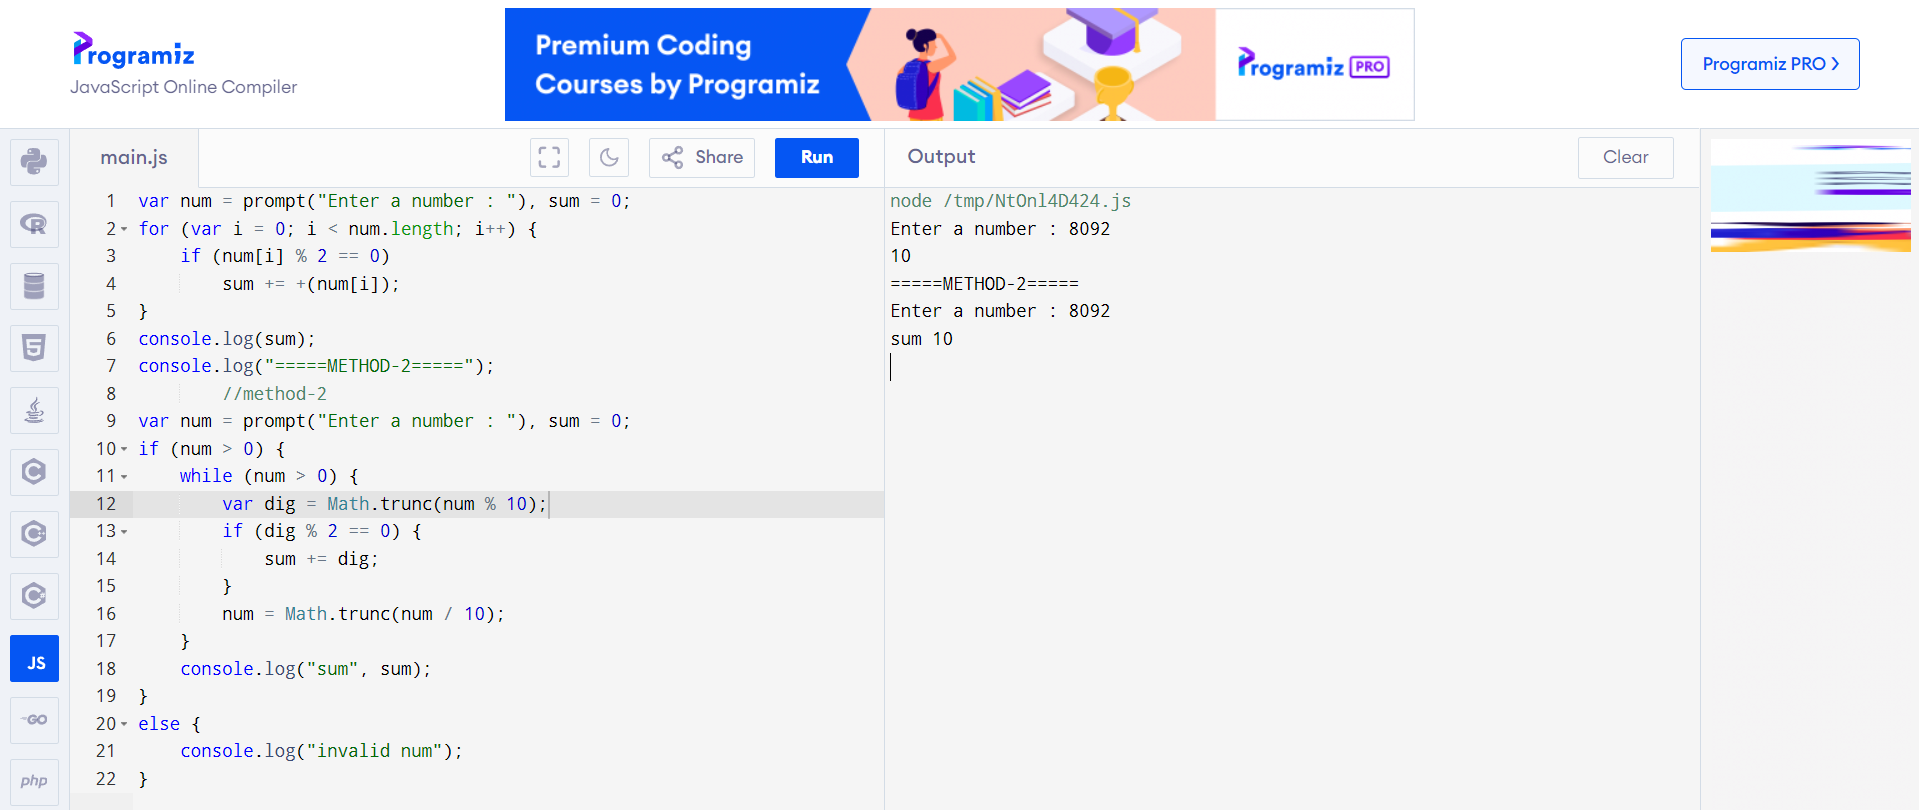 Programiz
JavaScript Online Compiler
Premium Coding
Courses by Programiz
Programiz PRO
Programiz PRO >
main.js
Share
Run
Output
Clear
1 var num = prompt("Enter a number : "), sum = 0;
2 for (var i = 0; i < num.length; i++) {
3 if (num[i] % 2 == 0)
4 sum += +(num[i]);
5 }
6 console.log(sum);
7 console.log("=====METHOD-2=====");
8 //method-2
9 var num = prompt("Enter a number : "), sum = 0;
10 if (num > 0) {
11 while (num > 0) {
12 var dig = Math.trunc(num % 10);
13 if (dig % 2 == 0) {
14 sum += dig;
15 }
16 num = Math.trunc(num / 10);
17 }
18 console.log("sum", sum);
19 }
20 else {
21 console.log("invalid num");
22 }
node /tmp/NtOnl4D424.js
Enter a number : 8092
10
=====METHOD-2=====
Enter a number : 8092
sum 10
R
5
C
C
C
JS
GO
php